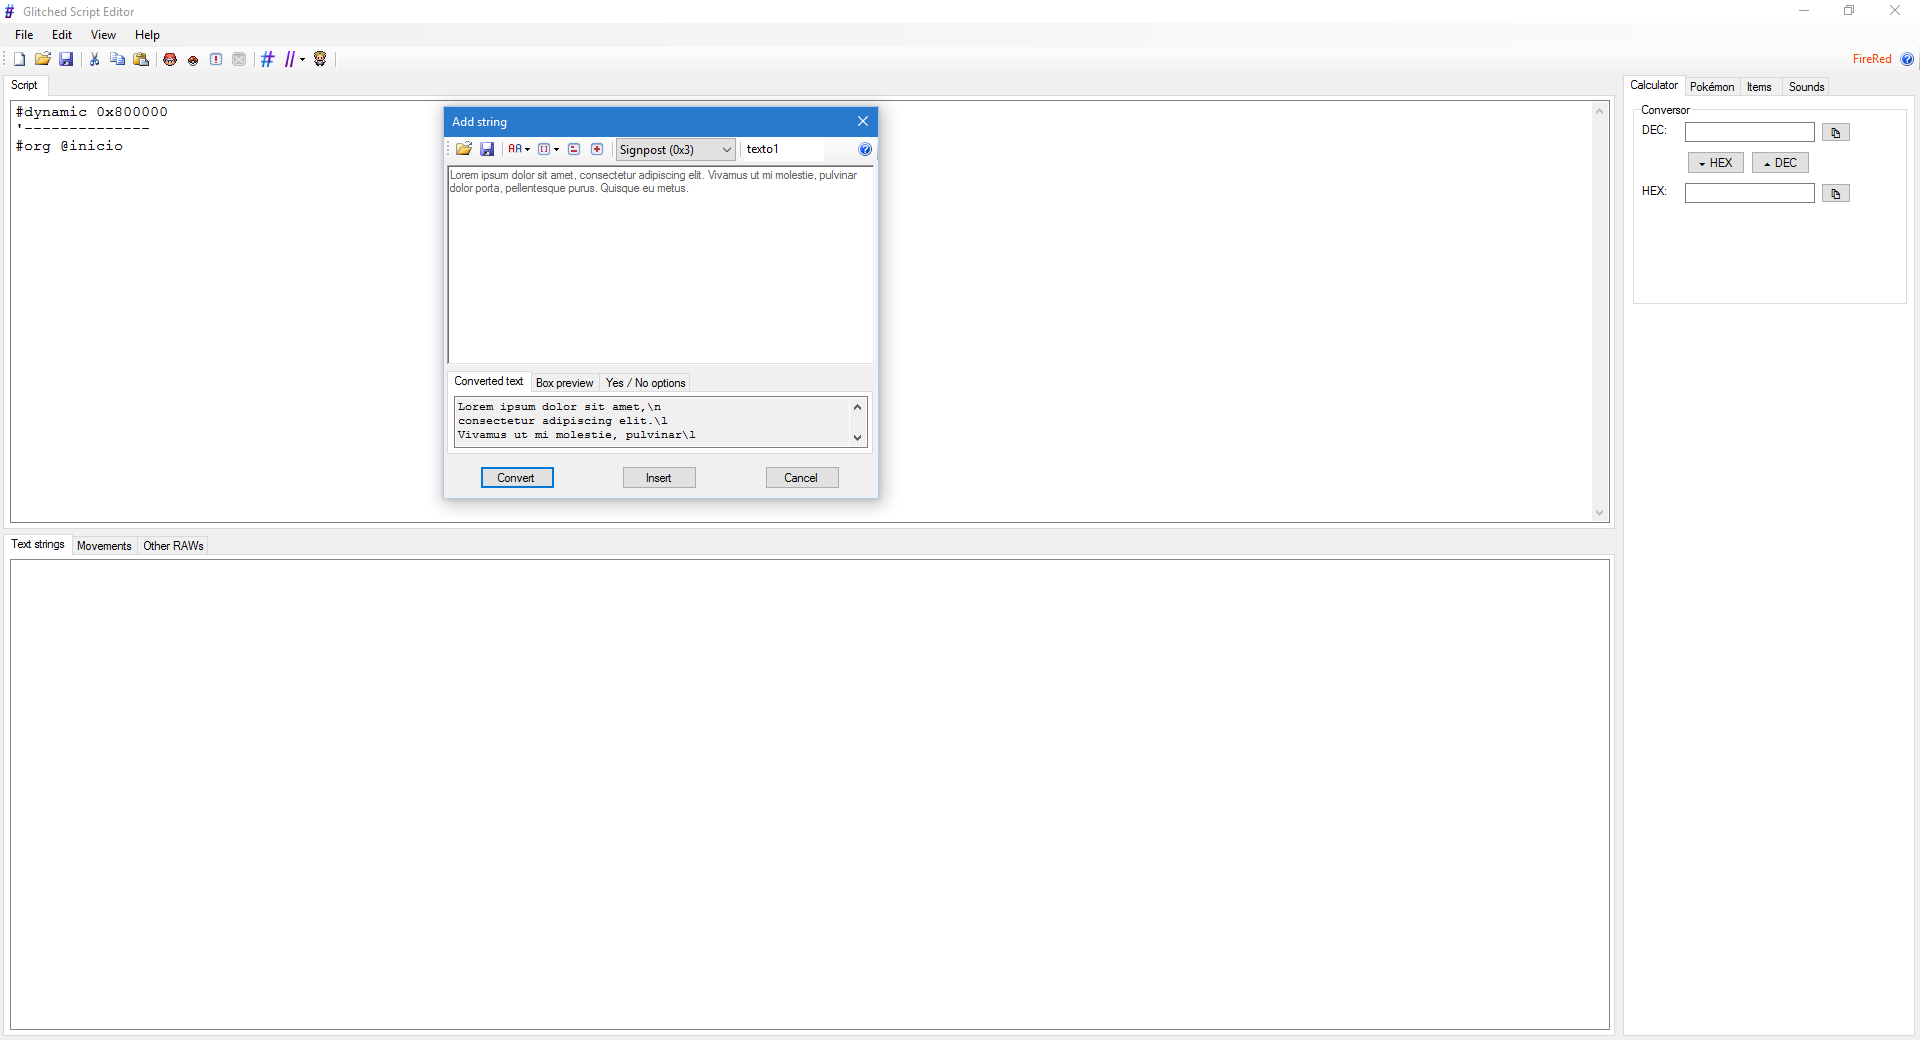 Glitched Script Editor
File Edit View Help
FireRed
Script
#dynamic 0x800000
'--------------
#org @inicio
Add string
AA
Signpost (0x3)
texto1
Lorem ipsum dolor sit amet, consectetur adipiscing elit. Vivamus ut mi molestie, pulvinar
dolor porta, pellentesque purus. Quisque eu metus.
Converted text Box preview Yes / No options
Lorem ipsum dolor sit amet,\n
consectetur adipiscing elit.\l
Vivamus ut mi molestie, pulvinar\l
Convert Insert Cancel
Text strings Movements Other RAWs
Calculator Pokémon Items Sounds
Conversor
DEC:
HEX DEC
HEX: